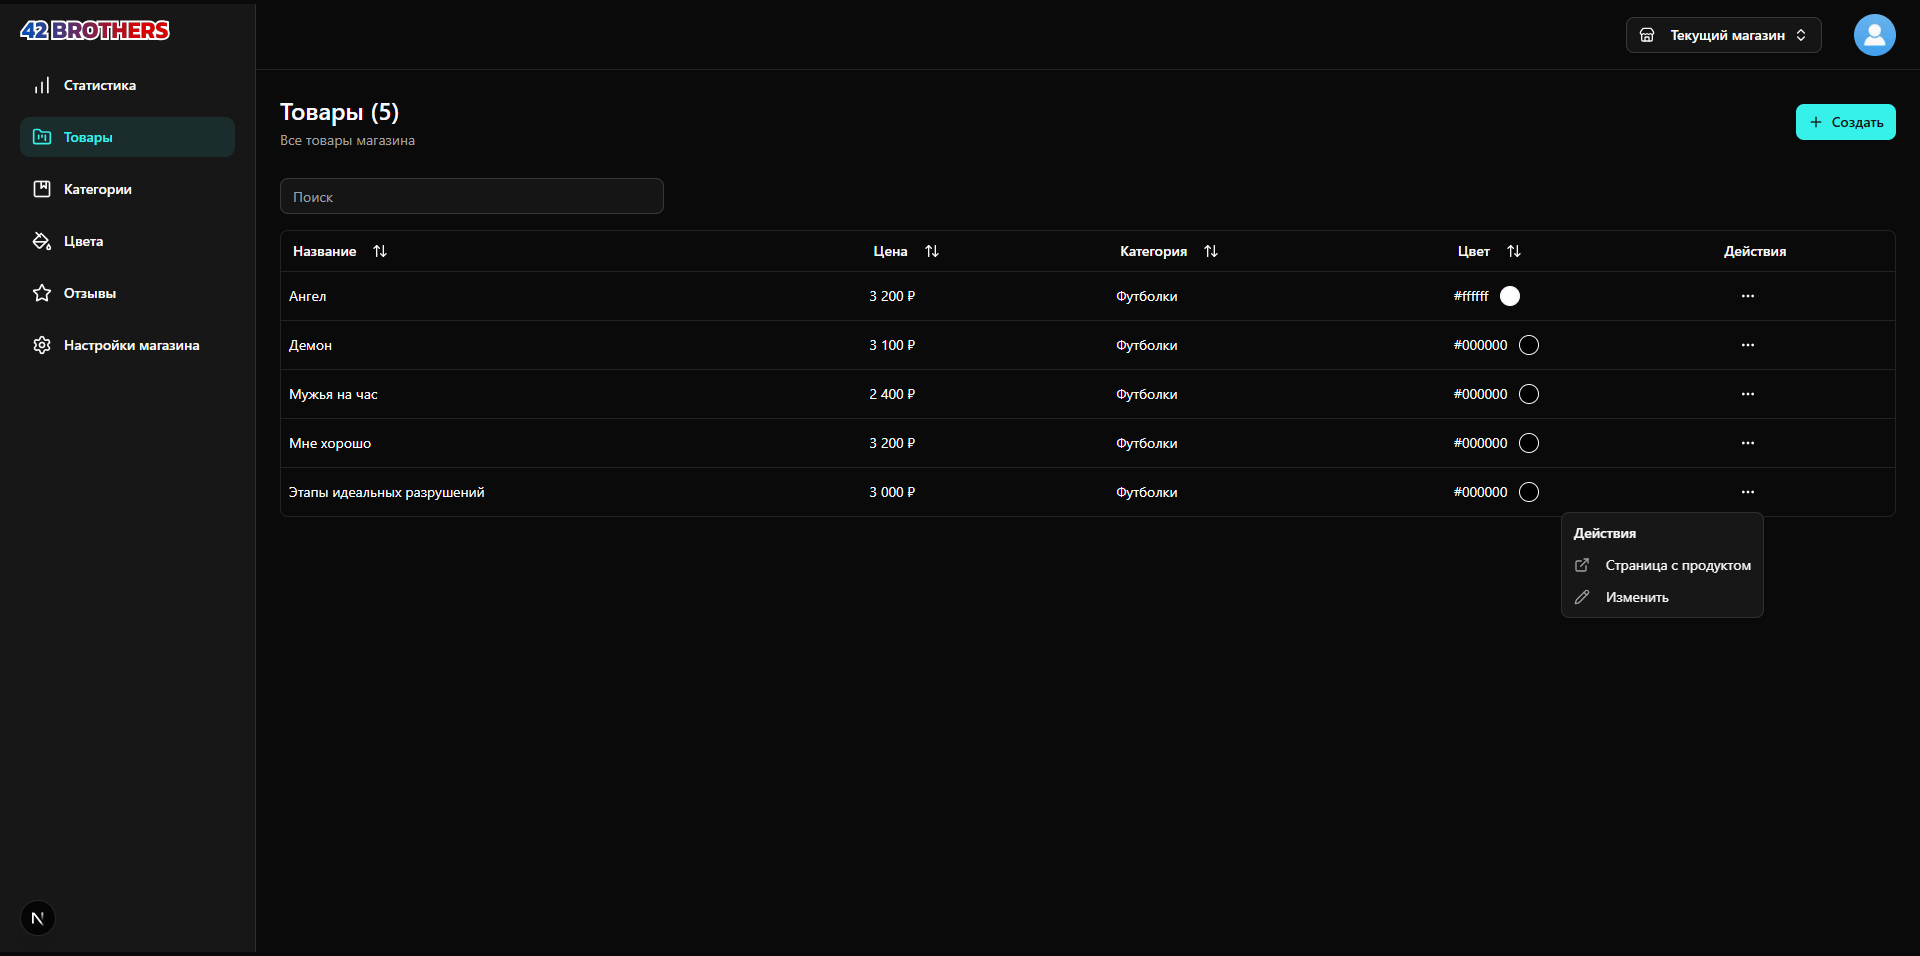 42 BROTHERS
Текущий магазин
Статистика
Товары
Категории
Цвета
Отзывы
Настройки магазина
Товары (5)
Все товары магазина
Создать
Поиск
Название Цена Категория Цвет Действия
Ангел 3 200 ₽ Футболки #ffffff
Демон 3 100 ₽ Футболки #000000
Мужья на час 2 400 ₽ Футболки #000000
Мне хорошо 3 200 ₽ Футболки #000000
Этапы идеальных разрушений 3 000 ₽ Футболки #000000
Действия
Страница с продуктом
Изменить
N